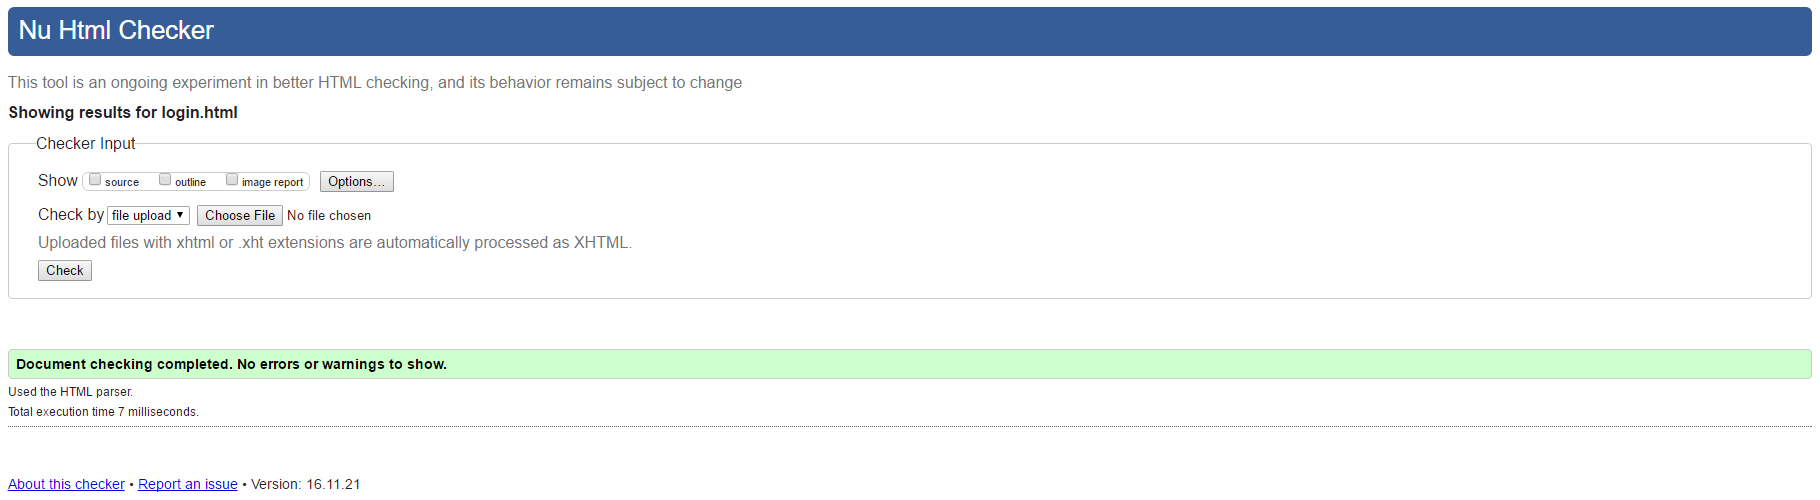 Nu Html Checker
This tool is an ongoing experiment in better HTML checking, and its behavior remains subject to change
Showing results for login.html
Checker Input
Show source outline image report Options...
Check by file upload Choose File No file chosen
Uploaded files with xhtml or .xht extensions are automatically processed as XHTML.
Check
Document checking completed. No errors or warnings to show.
Used the HTML parser.
Total execution time 7 milliseconds.
About this checker • Report an issue • Version: 16.11.21